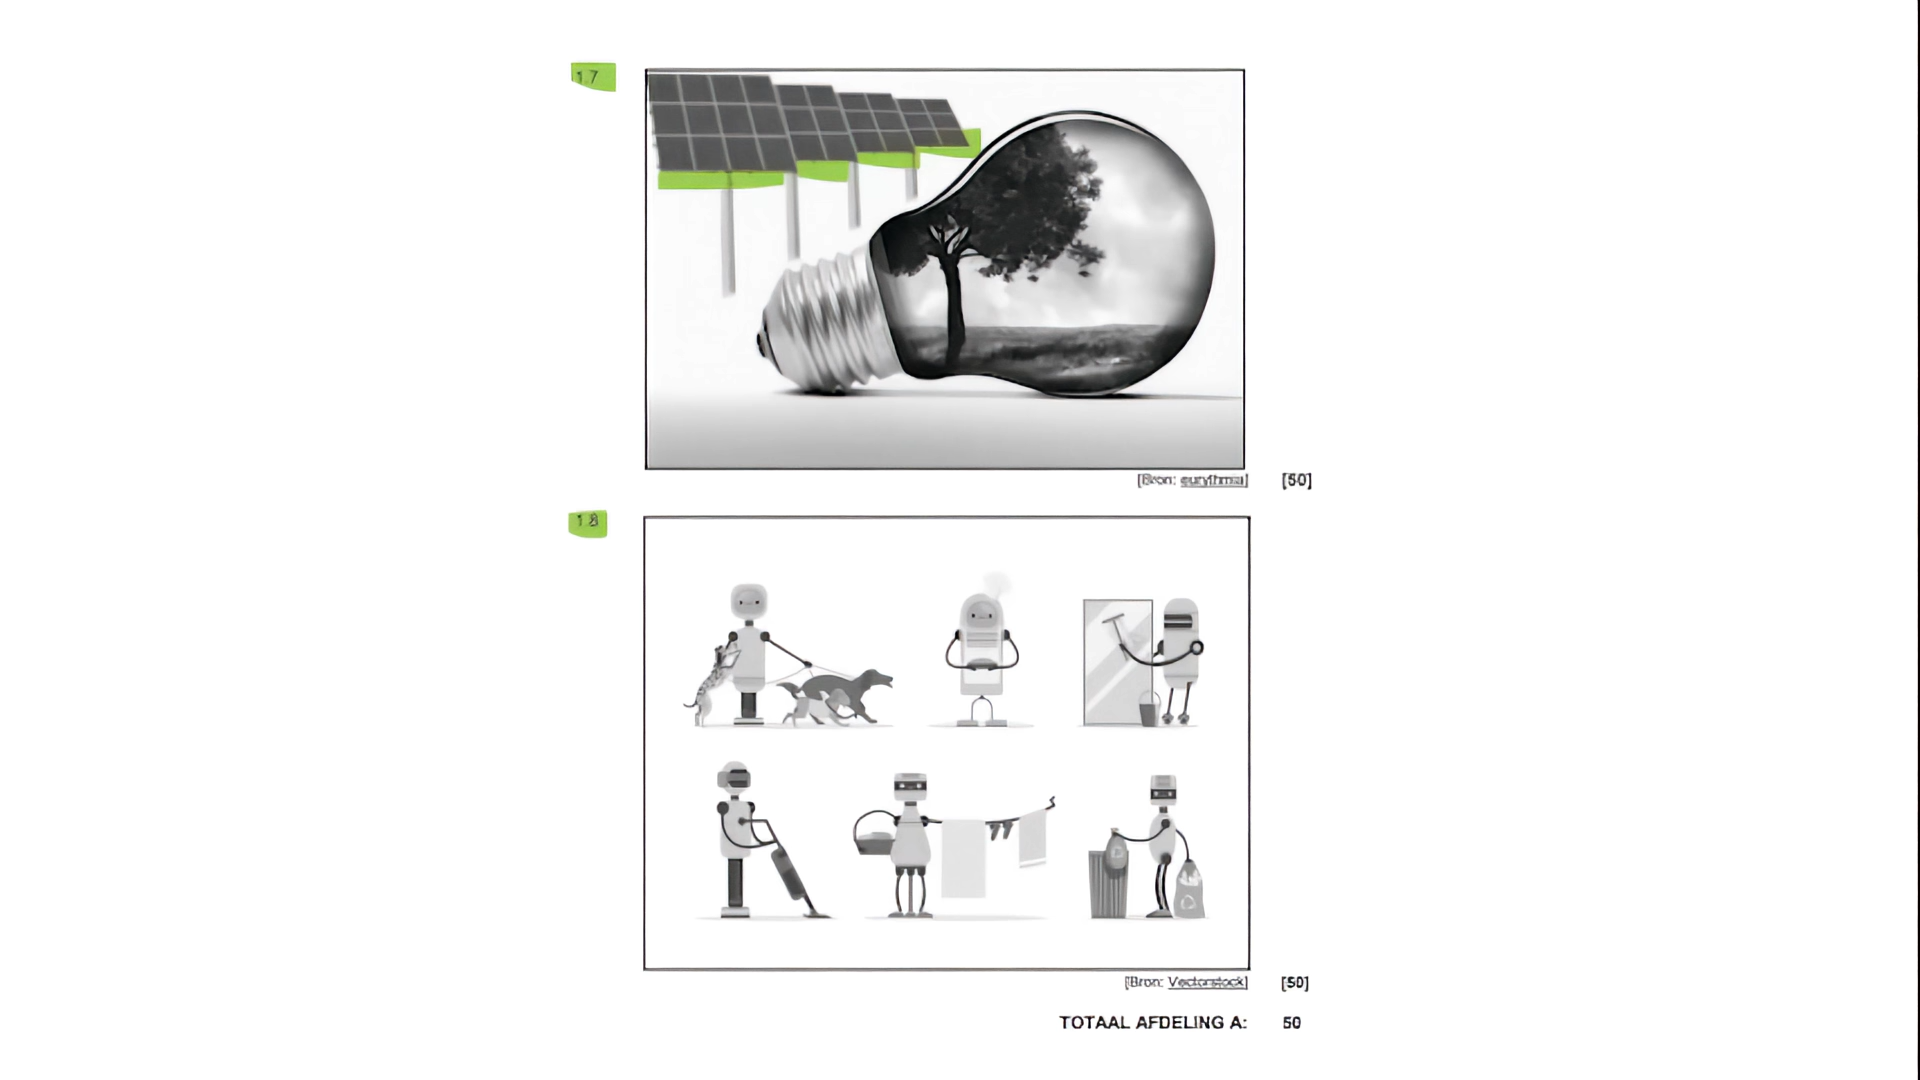 1.7
[Bron: eurythmia]
[50]
1.8
[Bron: Vectorstock]
[50]
TOTAAL AFDELING A: 50